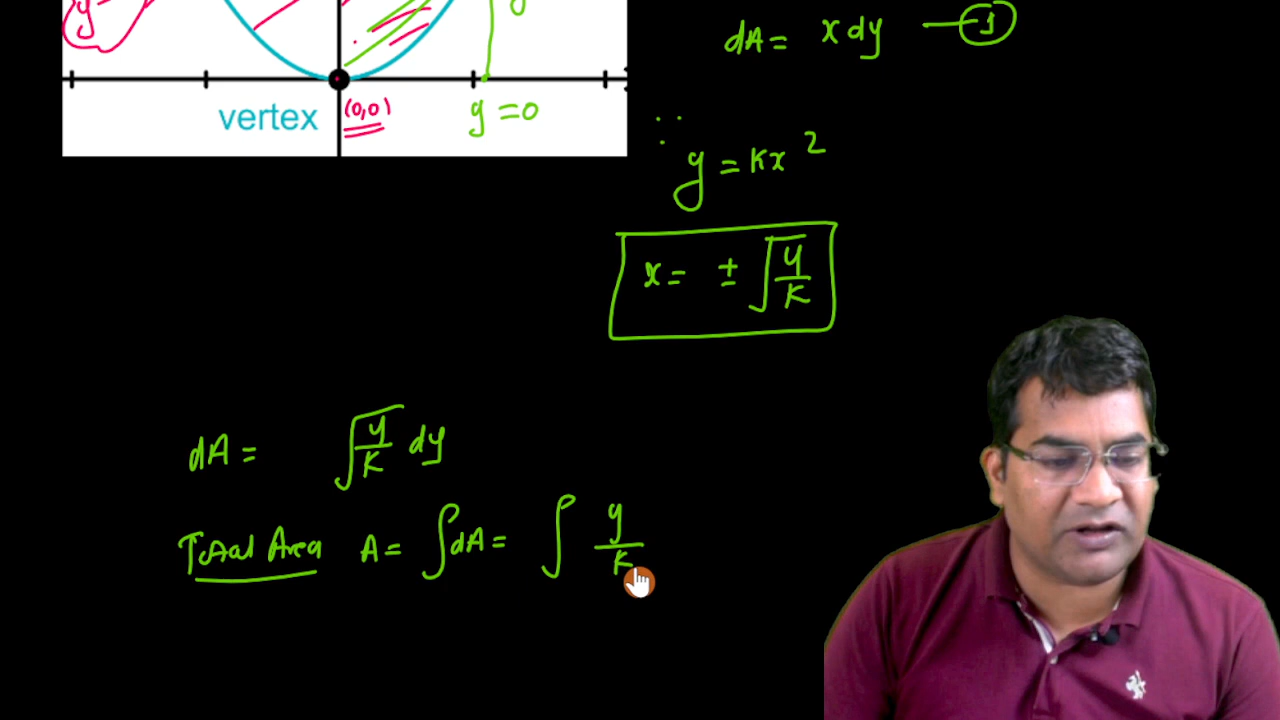 y
y
dA = x dy —①
vertex (0,0) y = 0
∵ y = kx²
x = ± √(y/k)
dA = √(y/k) dy
Total Area A = ∫dA = ∫ y/k